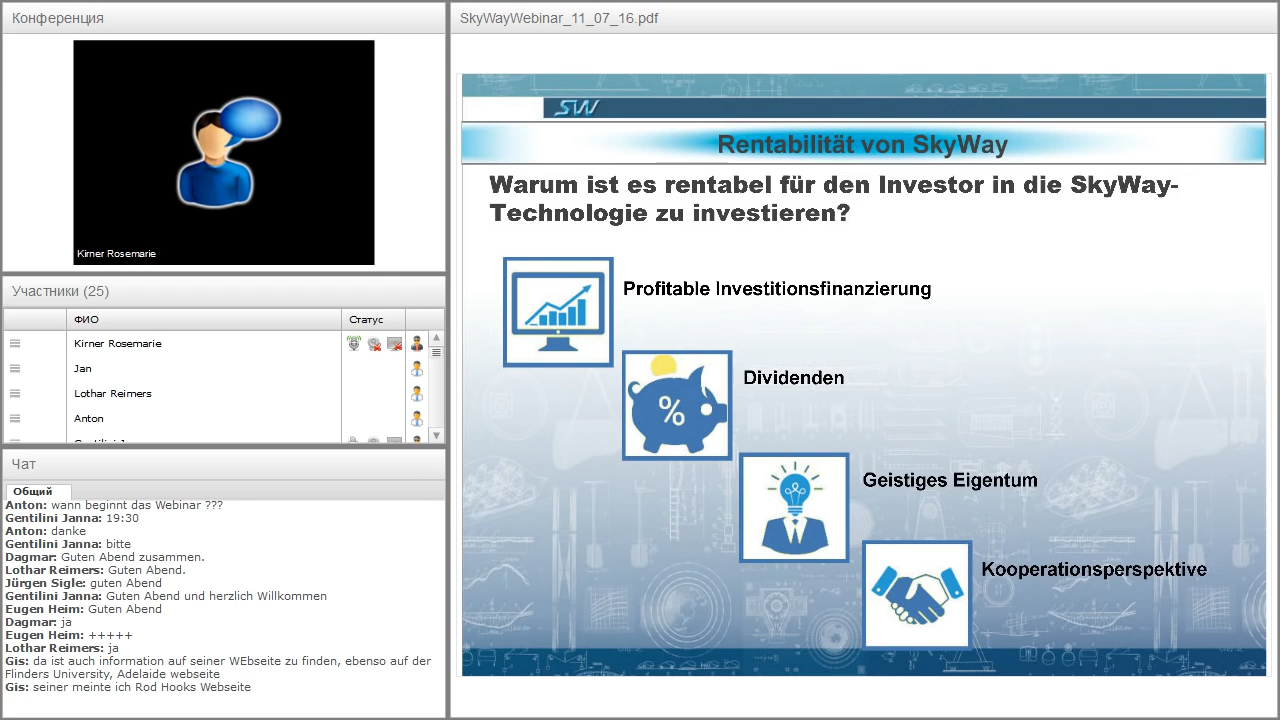 Конференция
Kirner Rosemarie
Участники (25)
ФИО
Статус
Kirner Rosemarie
Jan
Lothar Reimers
Anton
Чат
Общий
Anton: wann beginnt das Webinar ???
Gentilini Janna: 19:30
Anton: danke
Gentilini Janna: bitte
Dagmar: Guten Abend zusammen.
Lothar Reimers: Guten Abend.
Jürgen Sigle: guten Abend
Gentilini Janna: Guten Abend und herzlich Willkommen
Eugen Heim: Guten Abend
Dagmar: ja
Eugen Heim: +++++
Lothar Reimers: ja
Gis: da ist auch information auf seiner WEbseite zu finden, ebenso auf der
Flinders University, Adelaide webseite
Gis: seiner meinte ich Rod Hooks Webseite
SkyWayWebinar_11_07_16.pdf
SW
Rentabilität von SkyWay
Warum ist es rentabel für den Investor in die SkyWay-
Technologie zu investieren?
Profitable Investitionsfinanzierung
%
Dividenden
Geistiges Eigentum
Kooperationsperspektive